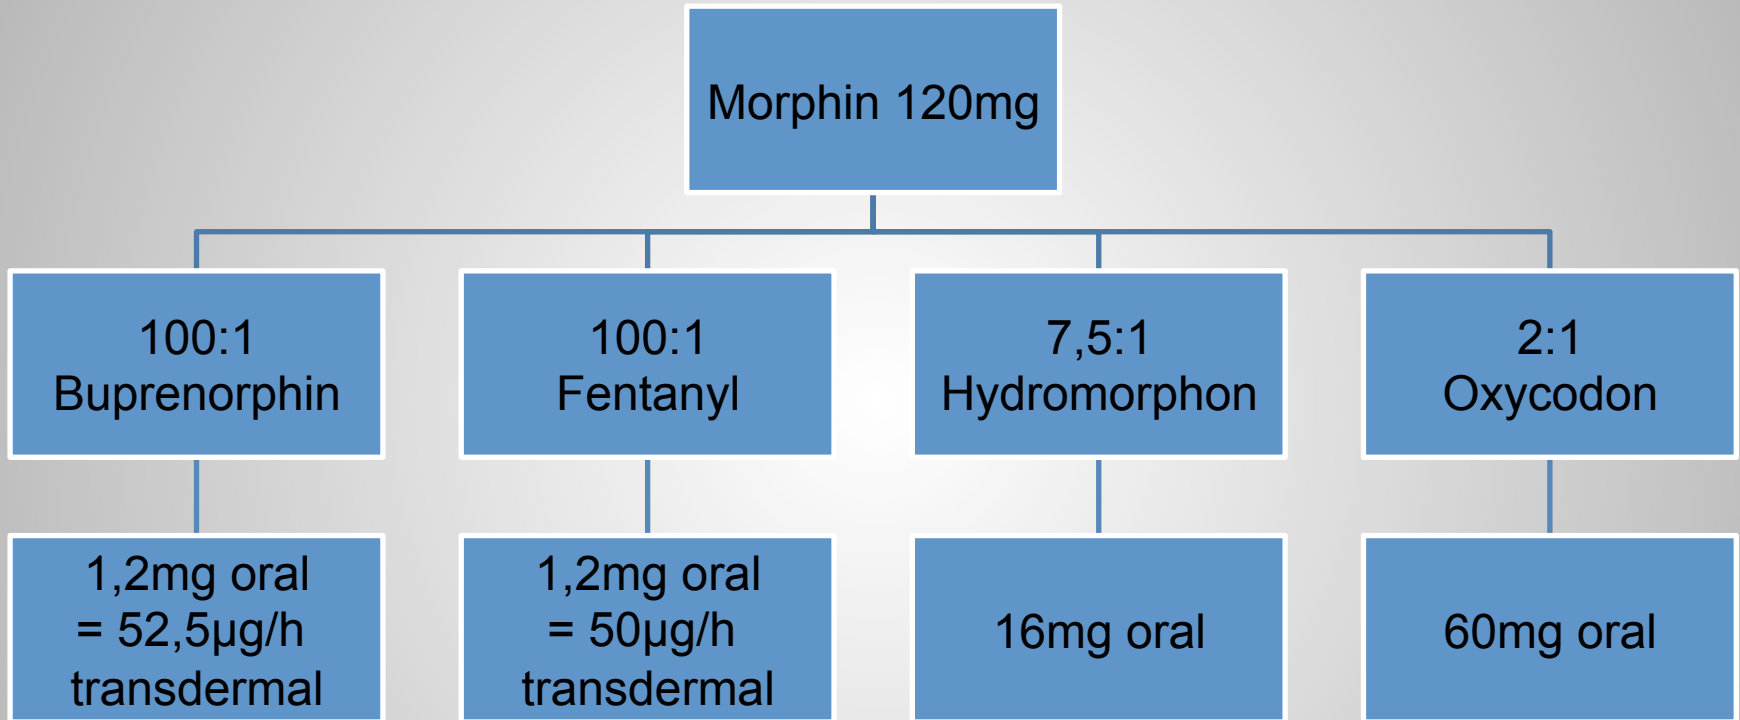 Morphin 120mg
100:1
Buprenorphin
100:1
Fentanyl
7,5:1
Hydromorphon
2:1
Oxycodon
1,2mg oral
= 52,5µg/h
transdermal
1,2mg oral
= 50µg/h
transdermal
16mg oral
60mg oral